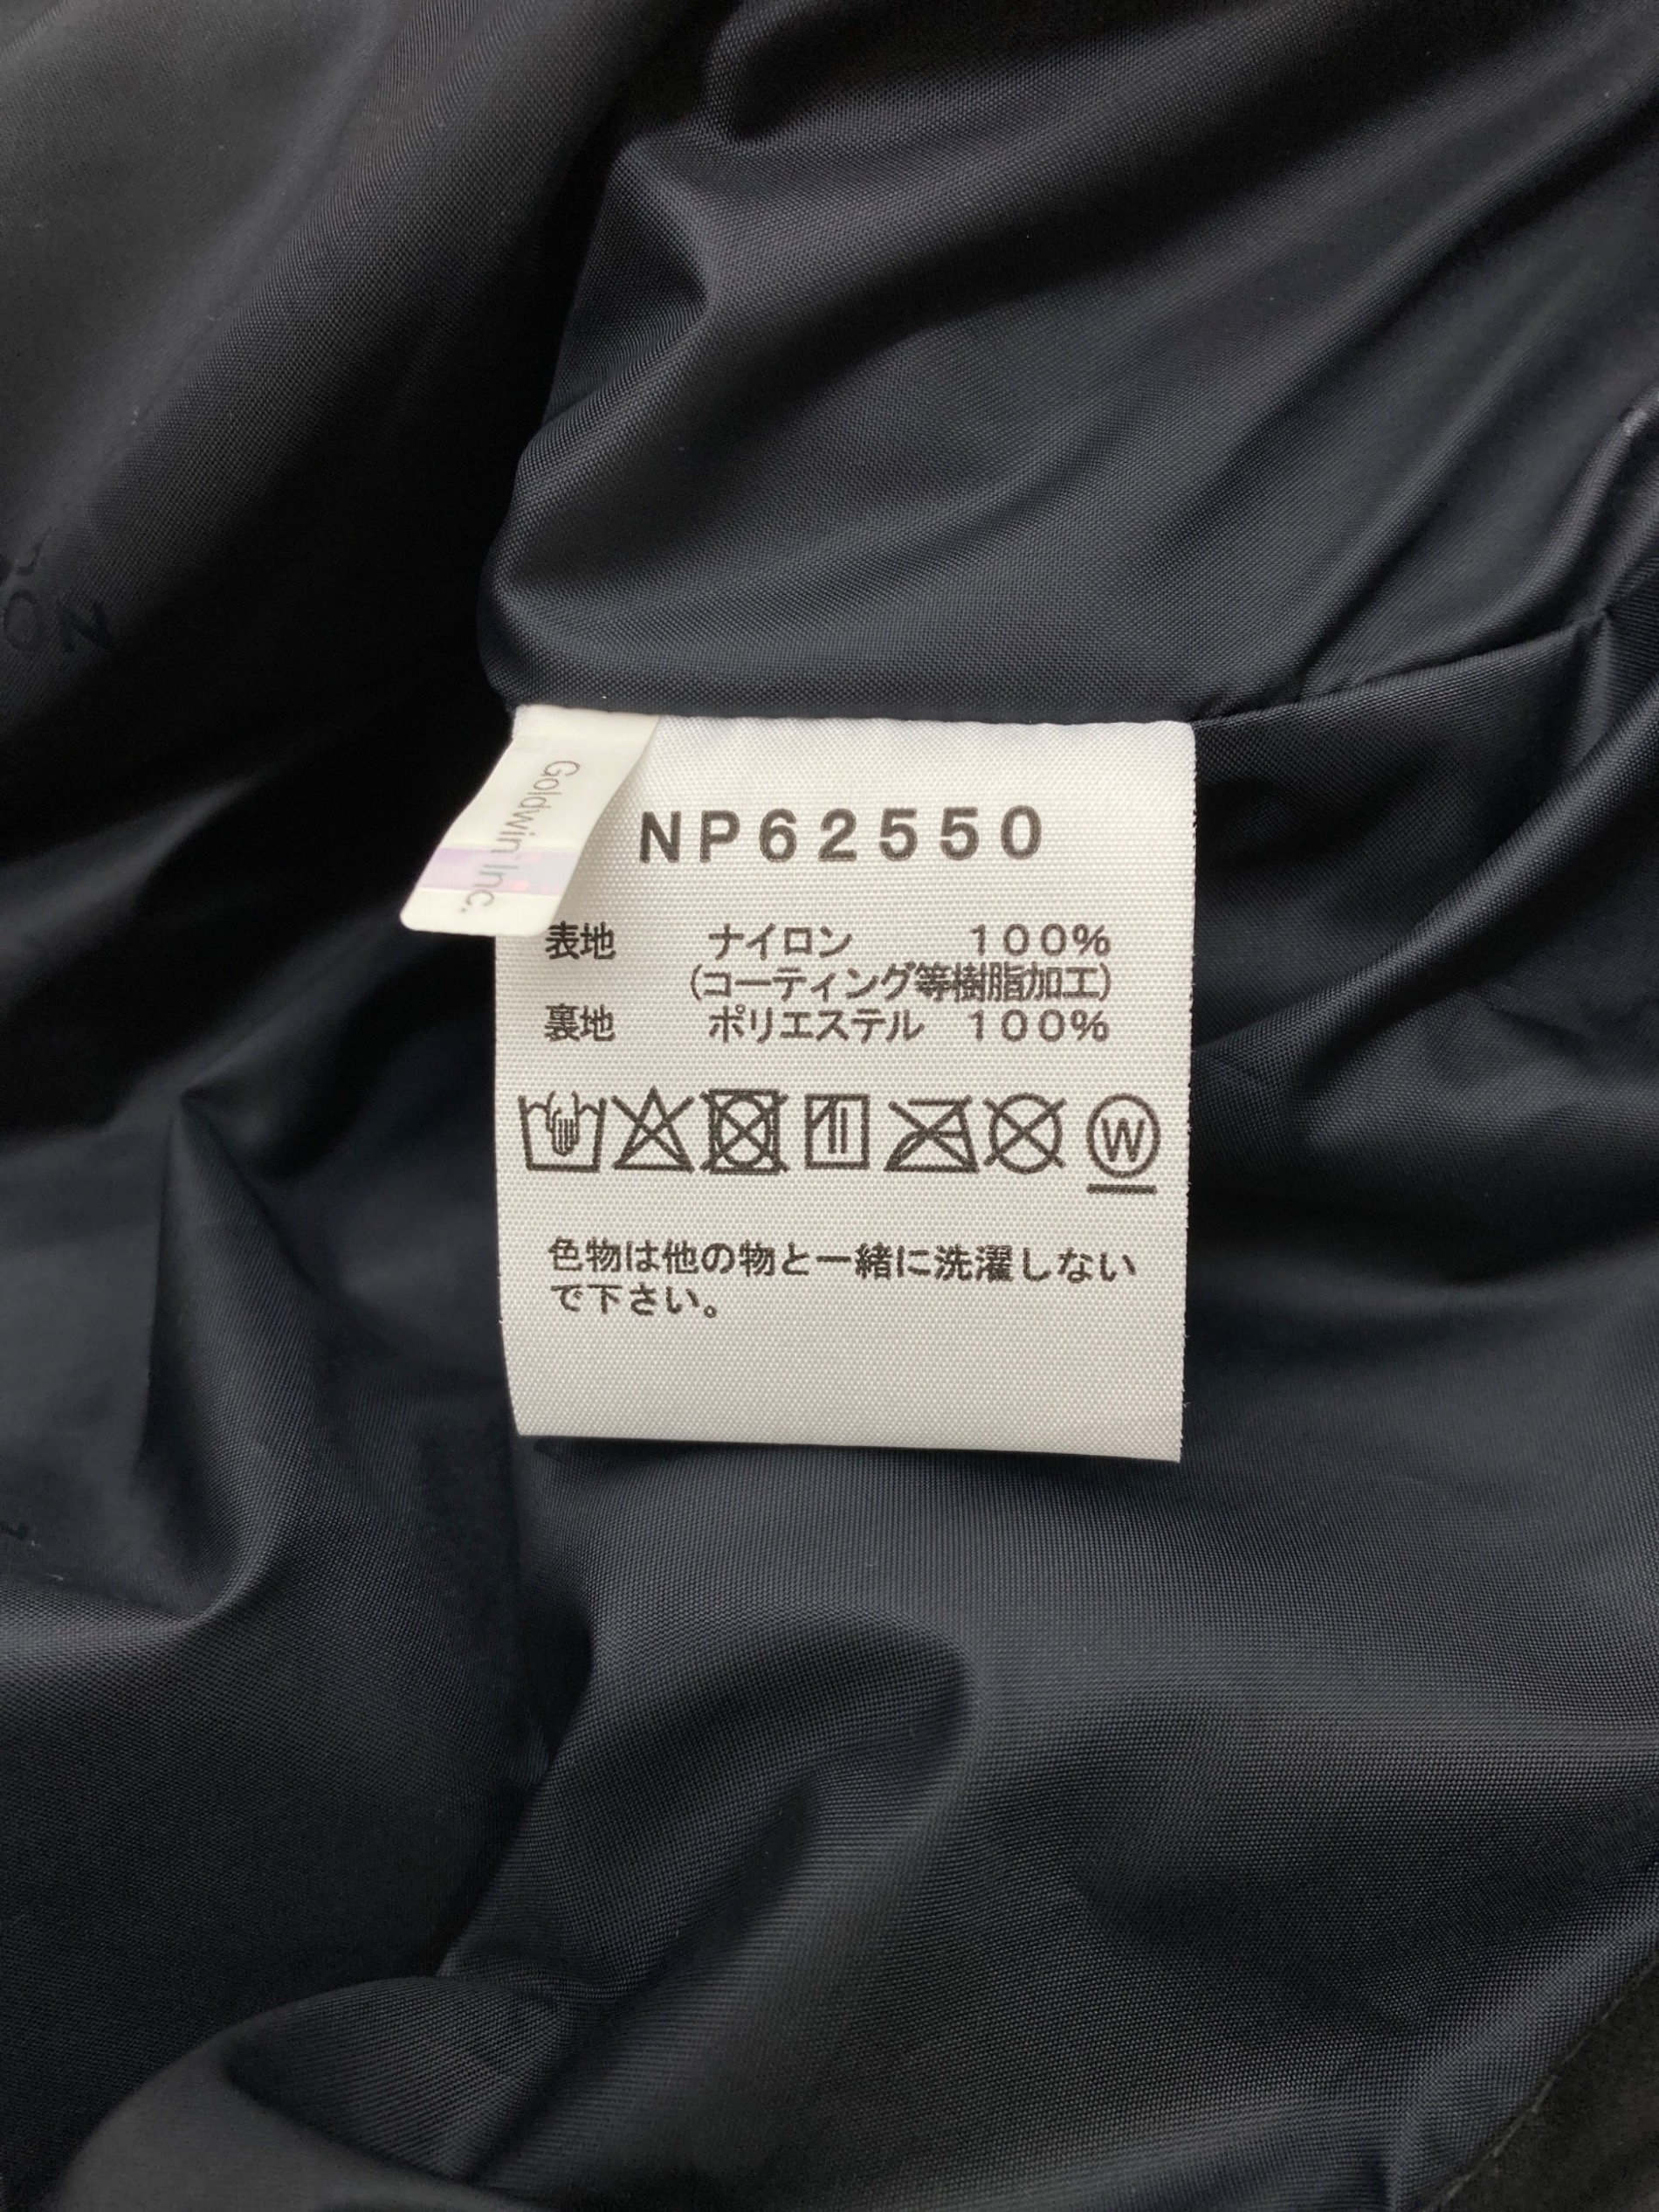 Goldwin Inc.
NP62550
表地 ナイロン 100%
(コーティング等樹脂加工)
裏地 ポリエステル 100%
W
色物は他の物と一緒に洗濯しない
で下さい。